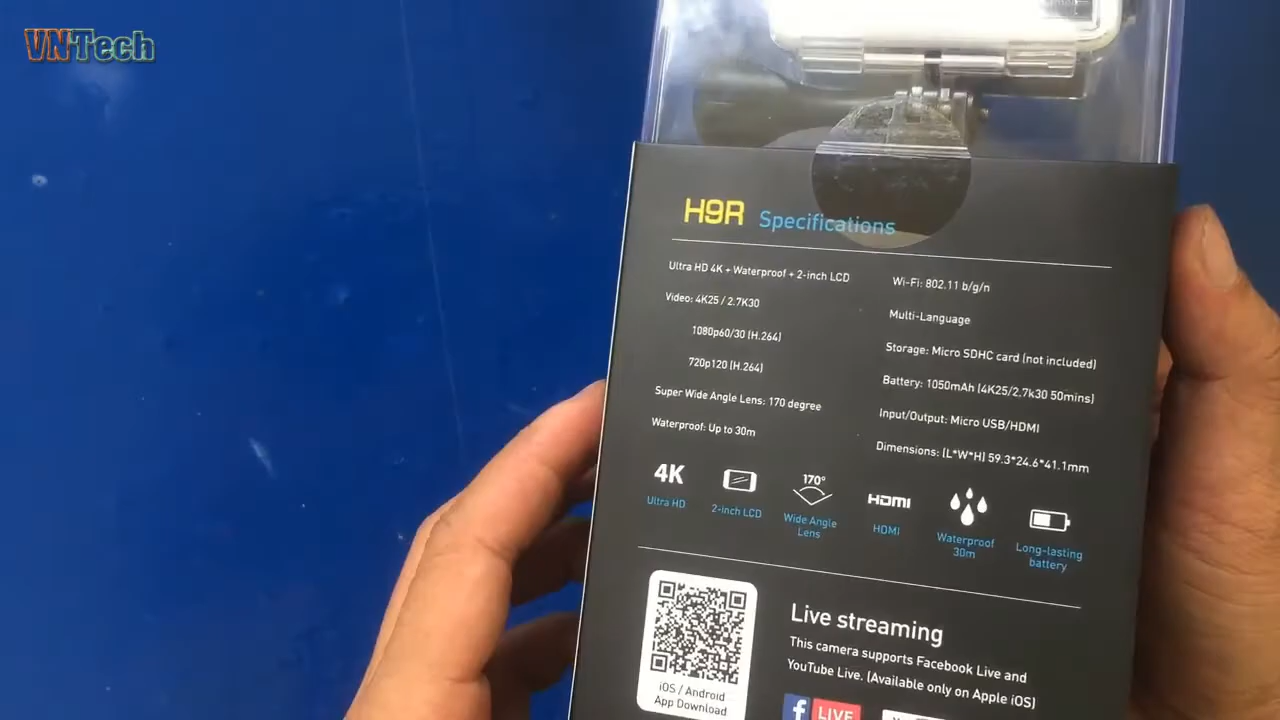 VNTech
H9R Specifications
Ultra HD 4K + Waterproof + 2-inch LCD
Video: 4K25 / 2.7K30
1080p60/30 (H.264)
720p120 (H.264)
Super Wide Angle Lens: 170 degree
Waterproof: Up to 30m
Wi-Fi: 802.11 b/g/n
Multi-Language
Storage: Micro SDHC card (not included)
Battery: 1050mAh (4K25/2.7k30 50mins)
Input/Output: Micro USB/HDMI
Dimensions: (L*W*H) 59.3*24.6*41.1mm
4K
Ultra HD
2-inch LCD
170°
Wide Angle
Lens
HDMI
HDMI
Waterproof
30m
Long-lasting
battery
iOS / Android
App Download
Live streaming
This camera supports Facebook Live and
YouTube Live. (Available only on Apple iOS)
f LIVE